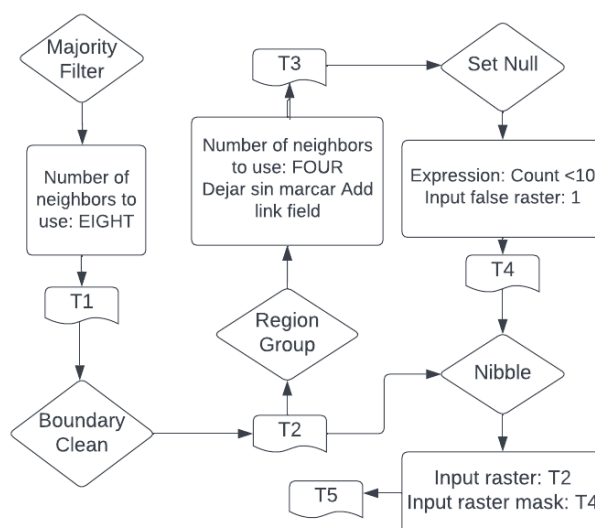 Majority
Filter
Number of
neighbors to
use: EIGHT
T1
Boundary
Clean
T2
Region
Group
Number of neighbors
to use: FOUR
Dejar sin marcar Add
link field
T3
Set Null
Expression: Count <10
Input false raster: 1
T4
Nibble
Input raster: T2
Input raster mask: T4
T5